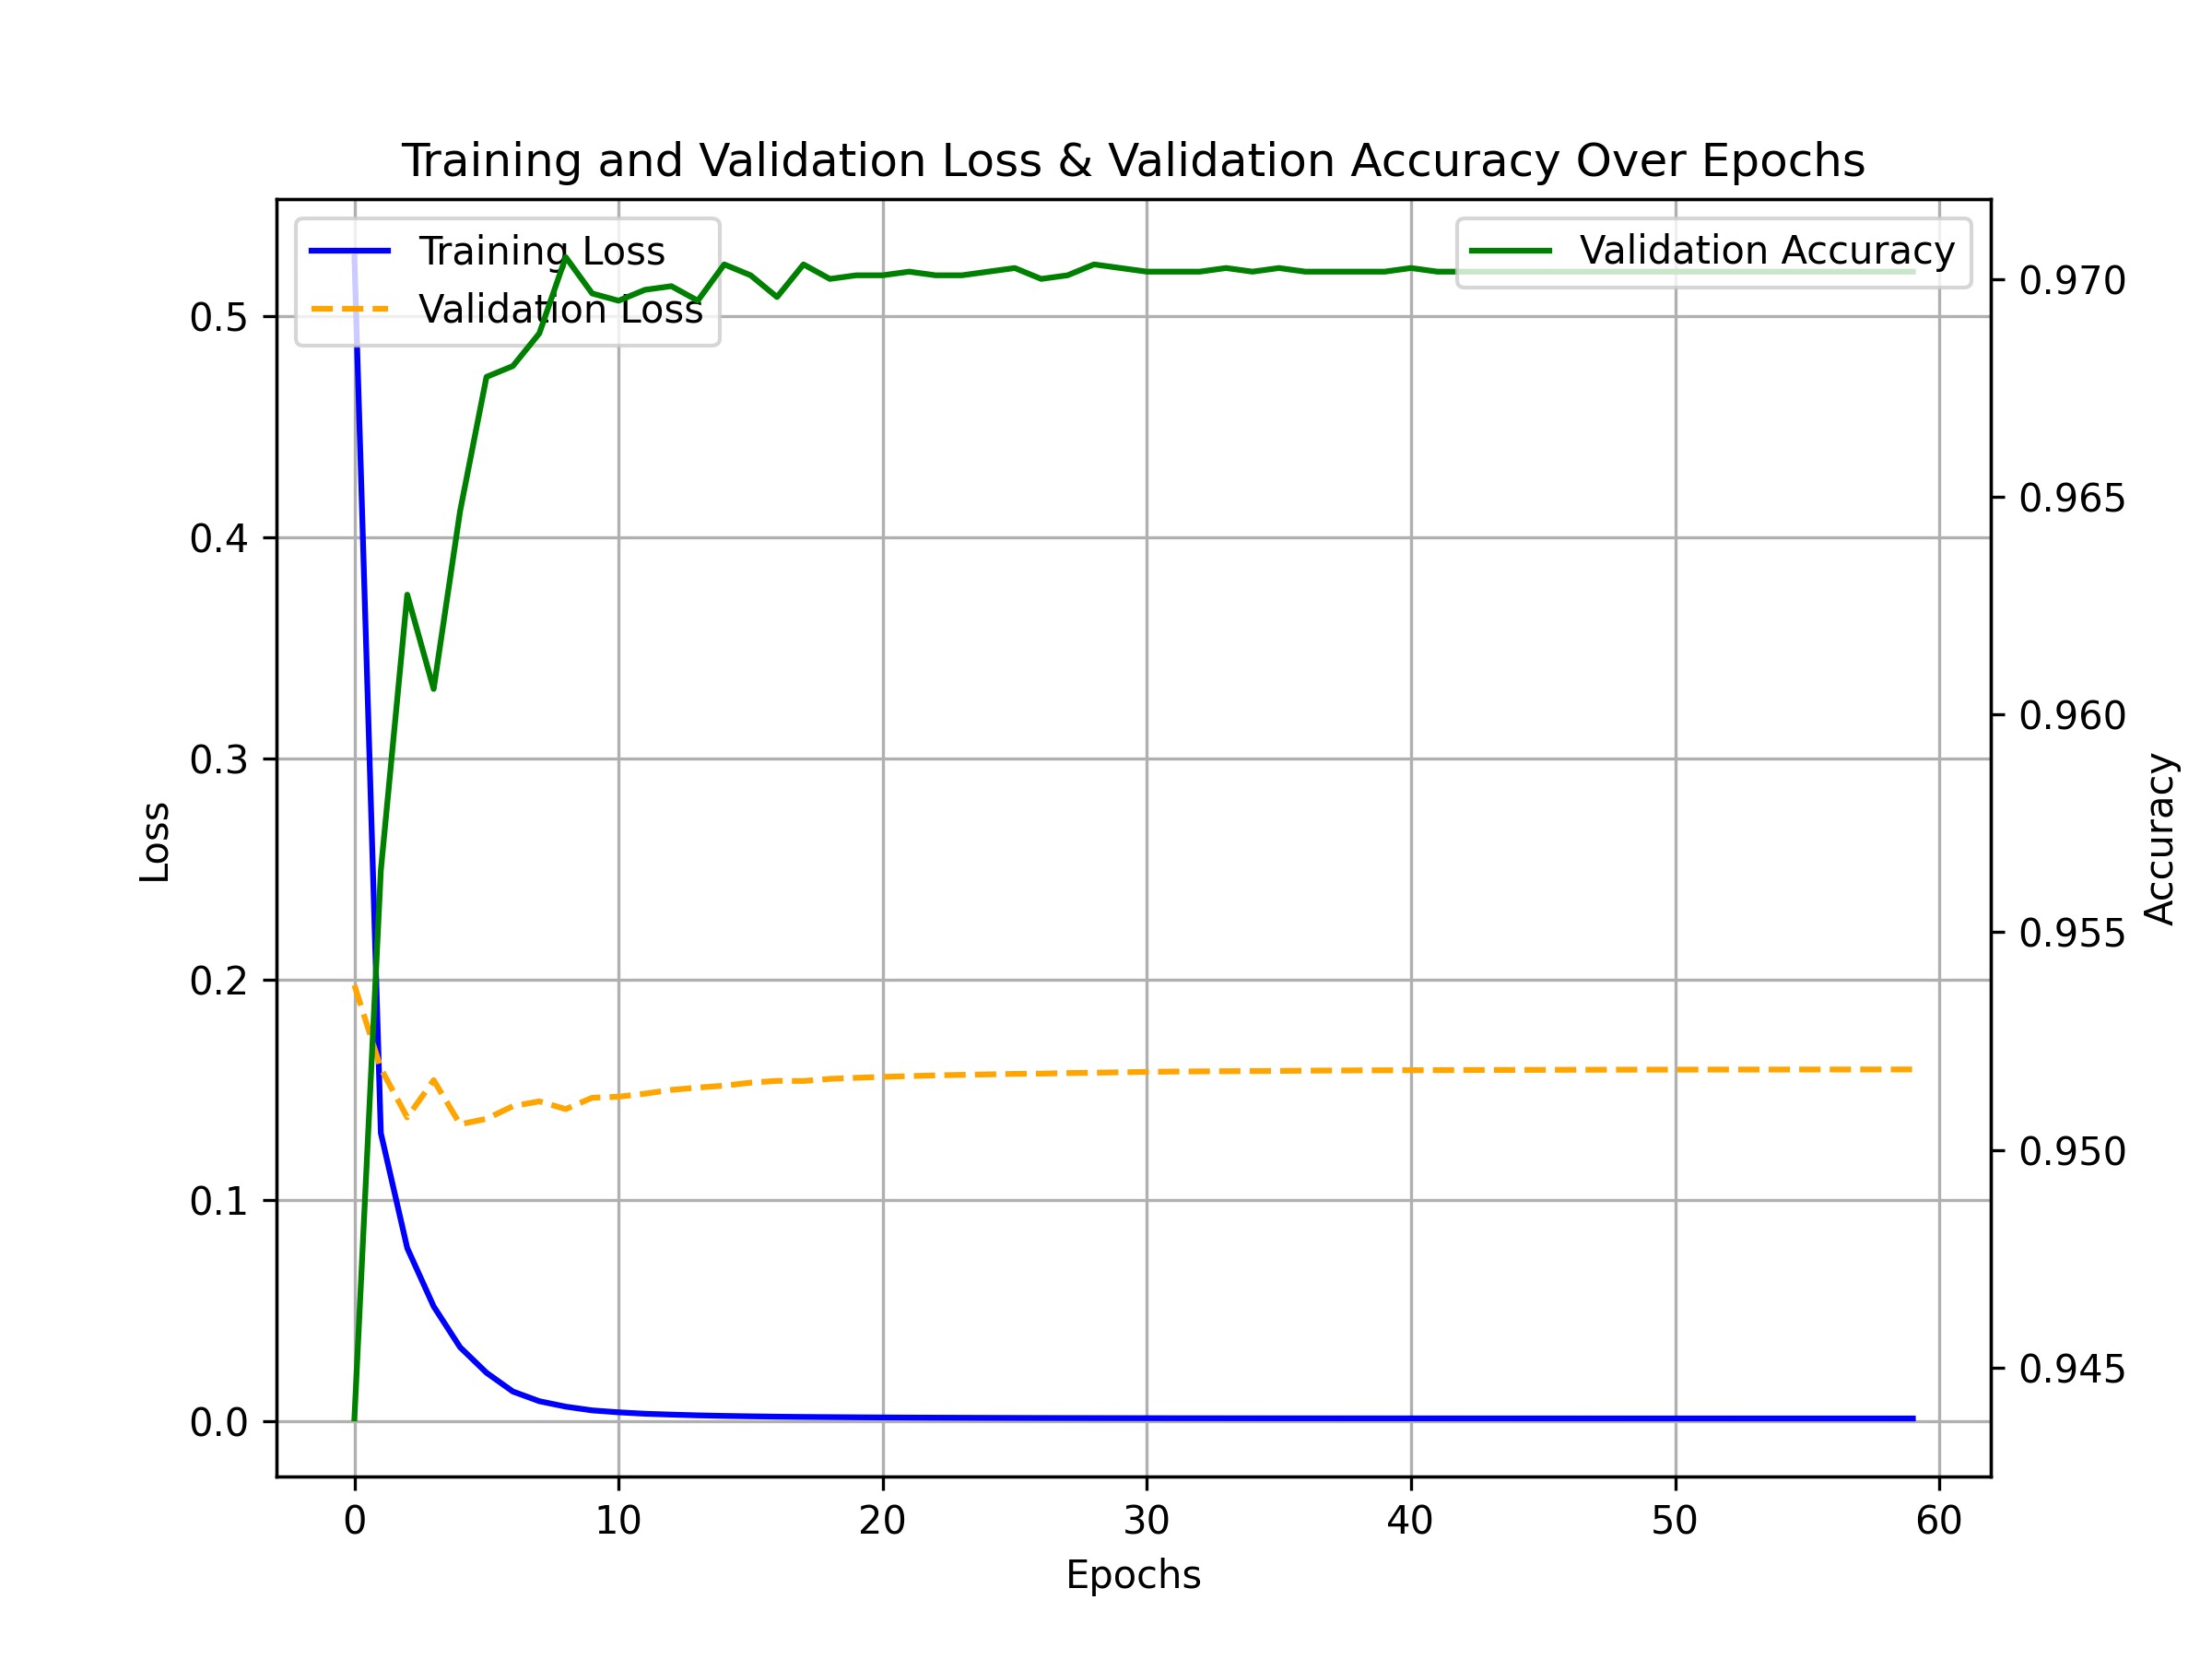 Training and Validation Loss & Validation Accuracy Over Epochs
Training Loss
Validation Loss
Validation Accuracy
Loss
0.5
0.4
0.3
0.2
0.1
0.0
0.970
0.965
0.960
0.955
0.950
0.945
Accuracy
0 10 20 30 40 50 60
Epochs